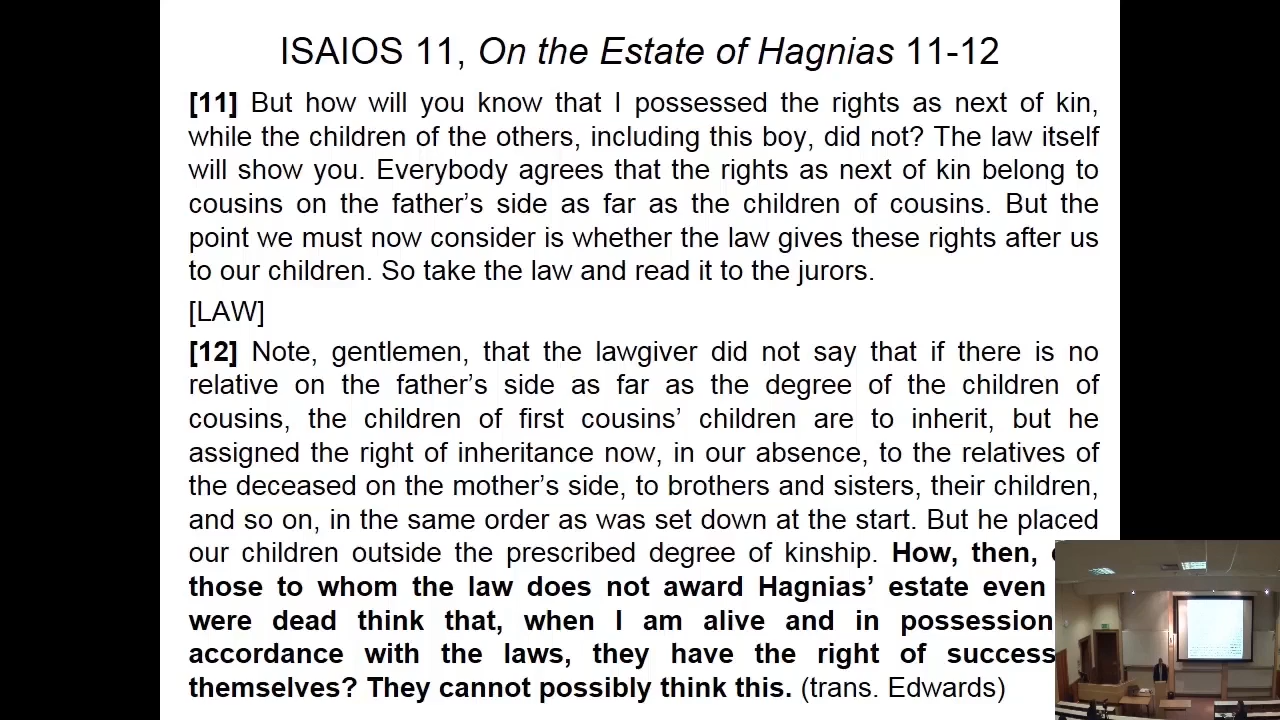 ISAIOS 11, On the Estate of Hagnias 11-12
[11] But how will you know that I possessed the rights as next of kin,
while the children of the others, including this boy, did not? The law itself
will show you. Everybody agrees that the rights as next of kin belong to
cousins on the father’s side as far as the children of cousins. But the
point we must now consider is whether the law gives these rights after us
to our children. So take the law and read it to the jurors.
[LAW]
[12] Note, gentlemen, that the lawgiver did not say that if there is no
relative on the father’s side as far as the degree of the children of
cousins, the children of first cousins’ children are to inherit, but he
assigned the right of inheritance now, in our absence, to the relatives of
the deceased on the mother’s side, to brothers and sisters, their children,
and so on, in the same order as was set down at the start. But he placed
our children outside the prescribed degree of kinship. How, then,
those to whom the law does not award Hagnias’ estate even
were dead think that, when I am alive and in possession
accordance with the laws, they have the right of
themselves? They cannot possibly think this. (trans. Edwards)